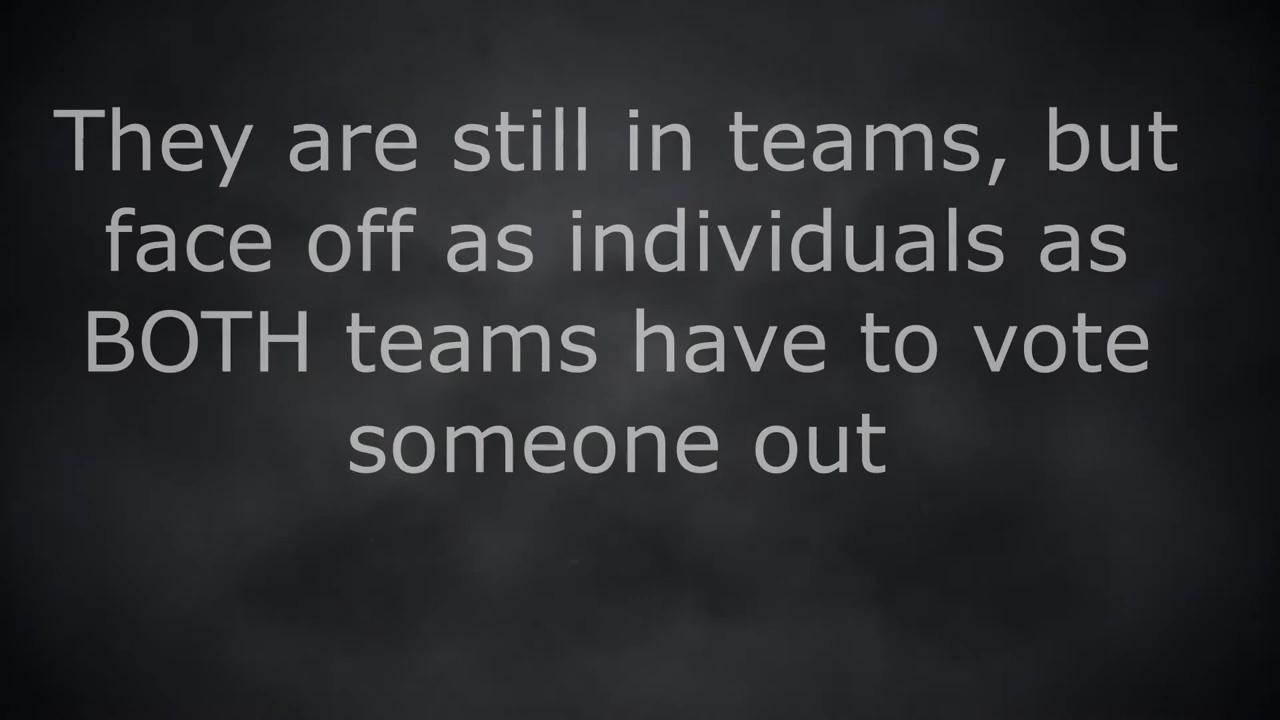 They are still in teams, but
face off as individuals as
BOTH teams have to vote
someone out